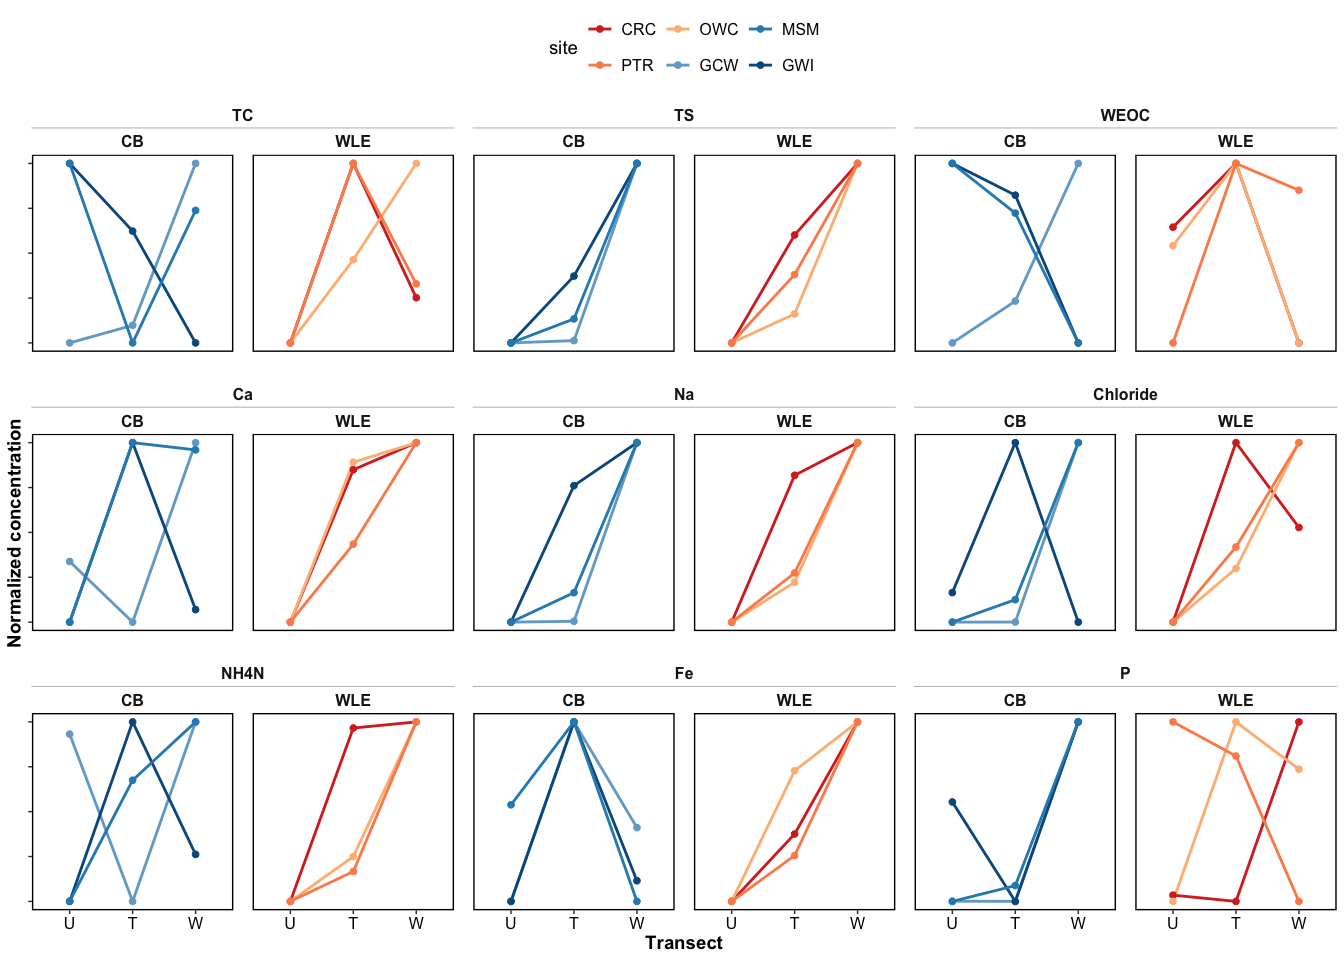 site
CRC OWC MSM
PTR GCW GWI
TC TS WEOC
CB WLE CB WLE CB WLE
Ca Na Chloride
CB WLE CB WLE CB WLE
NH4N Fe P
CB WLE CB WLE CB WLE
Normalized concentration
U T W U T W U T W U T W U T W U T W
Transect